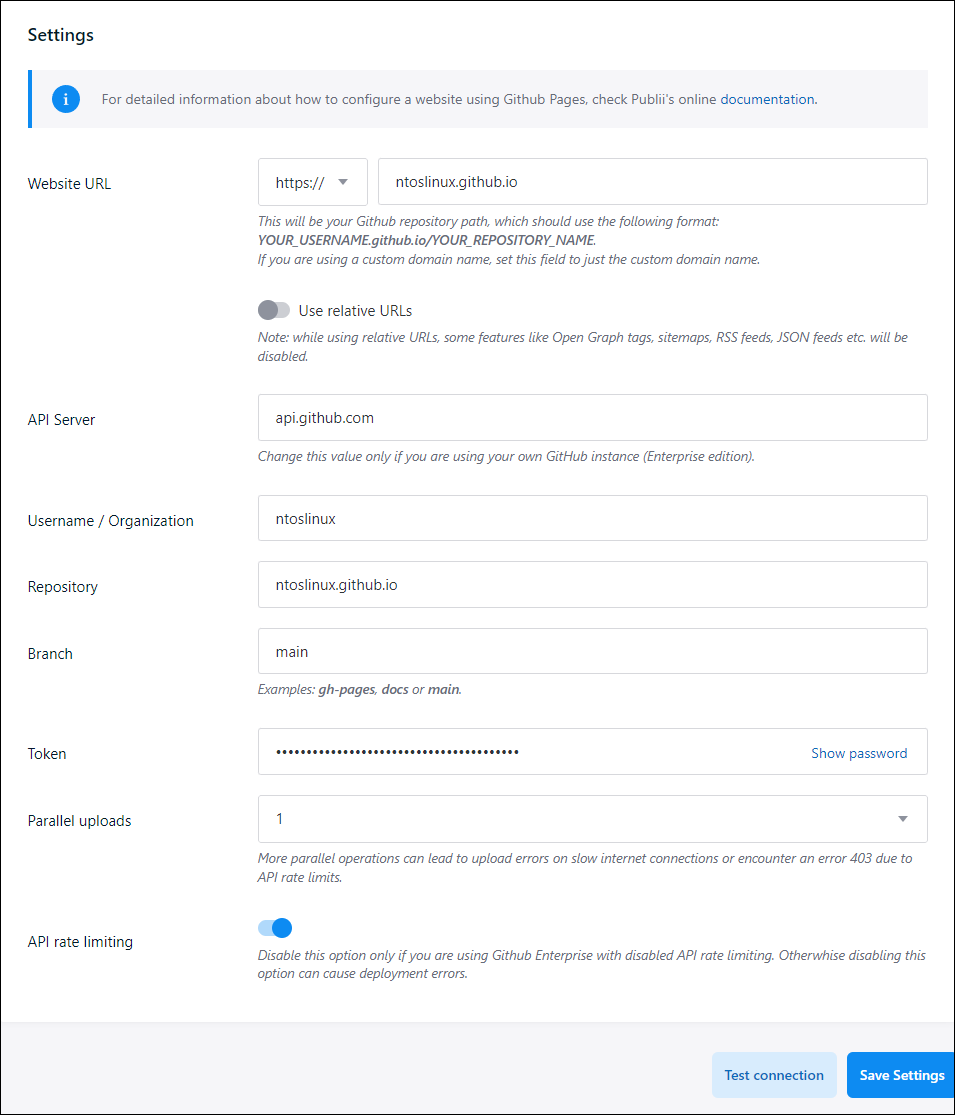 Settings
For detailed information about how to configure a website using Github Pages, check Publii's online documentation.
Website URL
https://
ntoslinux.github.io
This will be your Github repository path, which should use the following format:
YOUR_USERNAME.github.io/YOUR_REPOSITORY_NAME.
If you are using a custom domain name, set this field to just the custom domain name.
Use relative URLs
Note: while using relative URLs, some features like Open Graph tags, sitemaps, RSS feeds, JSON feeds etc. will be
disabled.
API Server
api.github.com
Change this value only if you are using your own GitHub instance (Enterprise edition).
Username / Organization
ntoslinux
Repository
ntoslinux.github.io
Branch
main
Examples: gh-pages, docs or main.
Token
••••••••••••••••••••••••••••••••••••••••
Show password
Parallel uploads
1
More parallel operations can lead to upload errors on slow internet connections or encounter an error 403 due to
API rate limits.
API rate limiting
Disable this option only if you are using Github Enterprise with disabled API rate limiting. Otherwhise disabling this
option can cause deployment errors.
Test connection
Save Settings